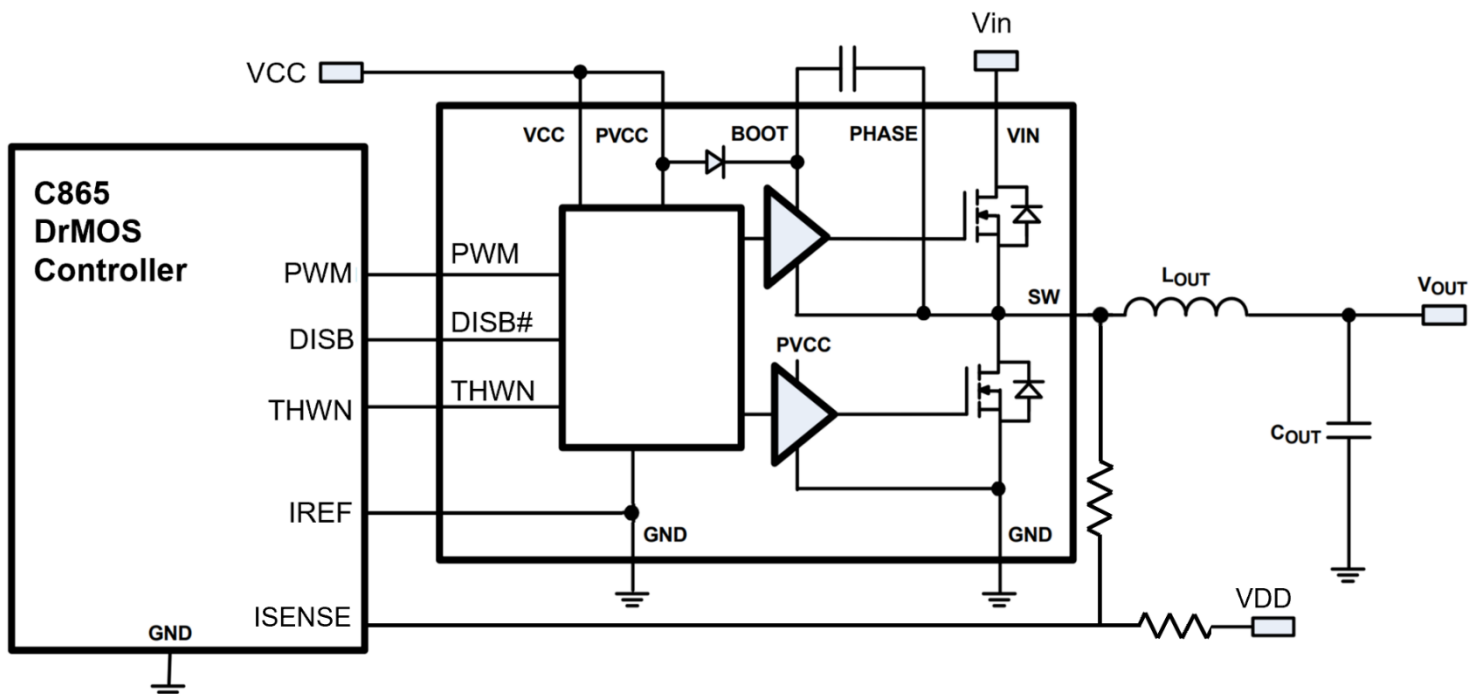 Vin
VCC
VCC
PVCC
BOOT
PHASE
VIN
C865
DrMOS
Controller
PWM
PWM
DISB
DISB#
THWN
THWN
IREF
ISENSE
GND
PVCC
GND
GND
SW
LOUT
VOUT
COUT
VDD